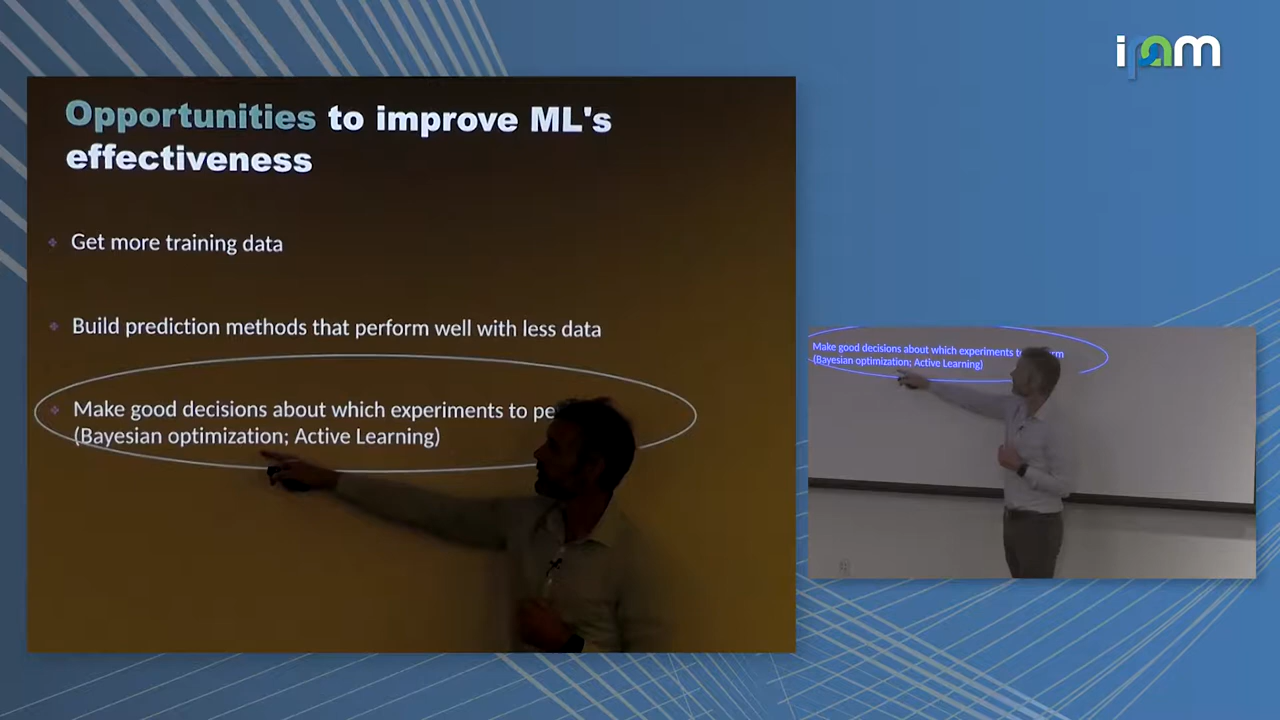 ipam
Opportunities to improve ML's
effectiveness
Get more training data
Build prediction methods that perform well with less data
Make good decisions about which experiments to pe
(Bayesian optimization; Active Learning)
Make good decisions about which experiments to
(Bayesian optimization; Active Learning)